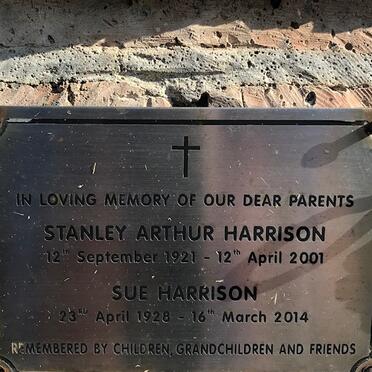 IN LOVING MEMORY OF OUR DEAR PARENTS
STANLEY ARTHUR HARRISON
12th September 1921 - 12th April 2001
SUE HARRISON
23RD April 1928 - 16th March 2014
REMEMBERED BY CHILDREN, GRANDCHILDREN AND FRIENDS